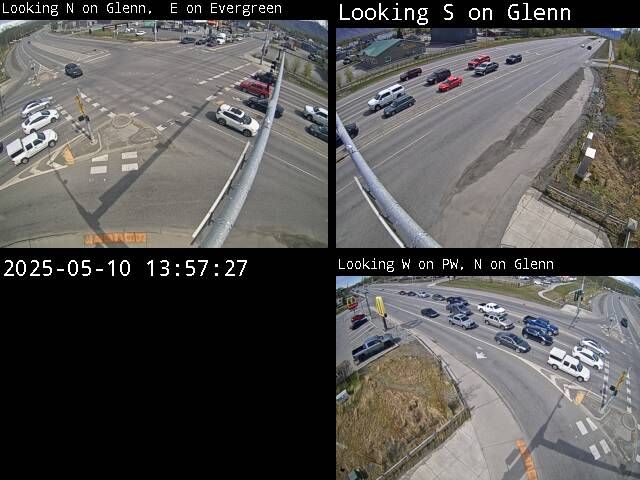 Looking N on Glenn,  E on Evergreen
Looking S on Glenn
2025-05-10 13:57:27
Looking W on PW, N on Glenn